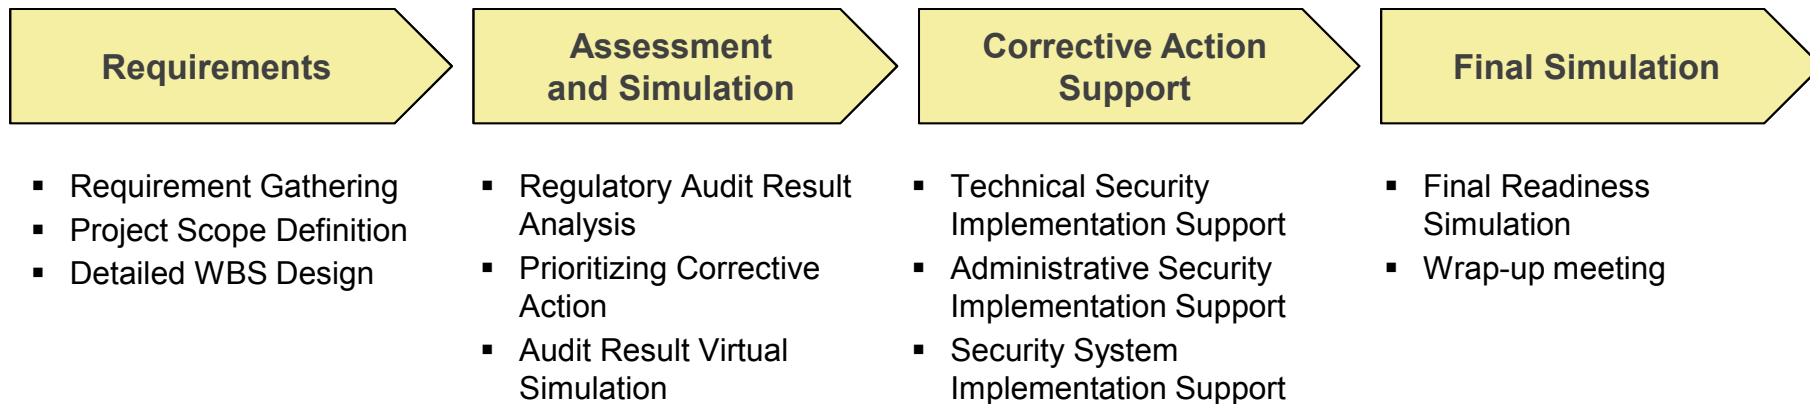 Requirements
Assessment
and Simulation
Corrective Action
Support
Final Simulation
▪ Requirement Gathering
▪ Project Scope Definition
▪ Detailed WBS Design
▪ Regulatory Audit Result
Analysis
▪ Prioritizing Corrective
Action
▪ Audit Result Virtual
Simulation
▪ Technical Security
Implementation Support
▪ Administrative Security
Implementation Support
▪ Security System
Implementation Support
▪ Final Readiness
Simulation
▪ Wrap-up meeting